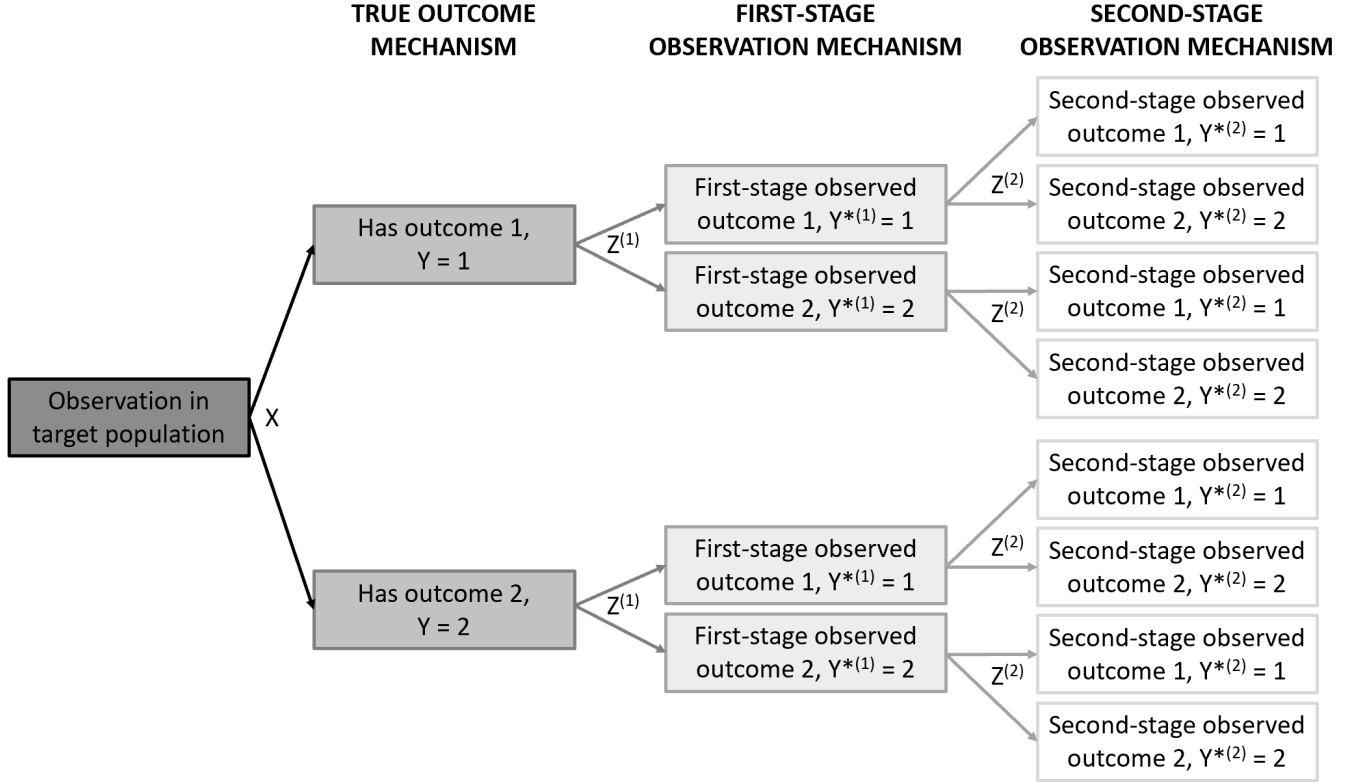 TRUE OUTCOME
MECHANISM
FIRST-STAGE
OBSERVATION MECHANISM
SECOND-STAGE
OBSERVATION MECHANISM
Observation in
target population
X
Has outcome 1,
Y = 1
Z(1)
First-stage observed
outcome 1, Y*(1) = 1
Z(2)
Second-stage observed
outcome 1, Y*(2) = 1
Second-stage observed
outcome 2, Y*(2) = 2
First-stage observed
outcome 2, Y*(1) = 2
Z(2)
Second-stage observed
outcome 1, Y*(2) = 1
Second-stage observed
outcome 2, Y*(2) = 2
Has outcome 2,
Y = 2
Z(1)
First-stage observed
outcome 1, Y*(1) = 1
Z(2)
Second-stage observed
outcome 1, Y*(2) = 1
Second-stage observed
outcome 2, Y*(2) = 2
First-stage observed
outcome 2, Y*(1) = 2
Z(2)
Second-stage observed
outcome 1, Y*(2) = 1
Second-stage observed
outcome 2, Y*(2) = 2